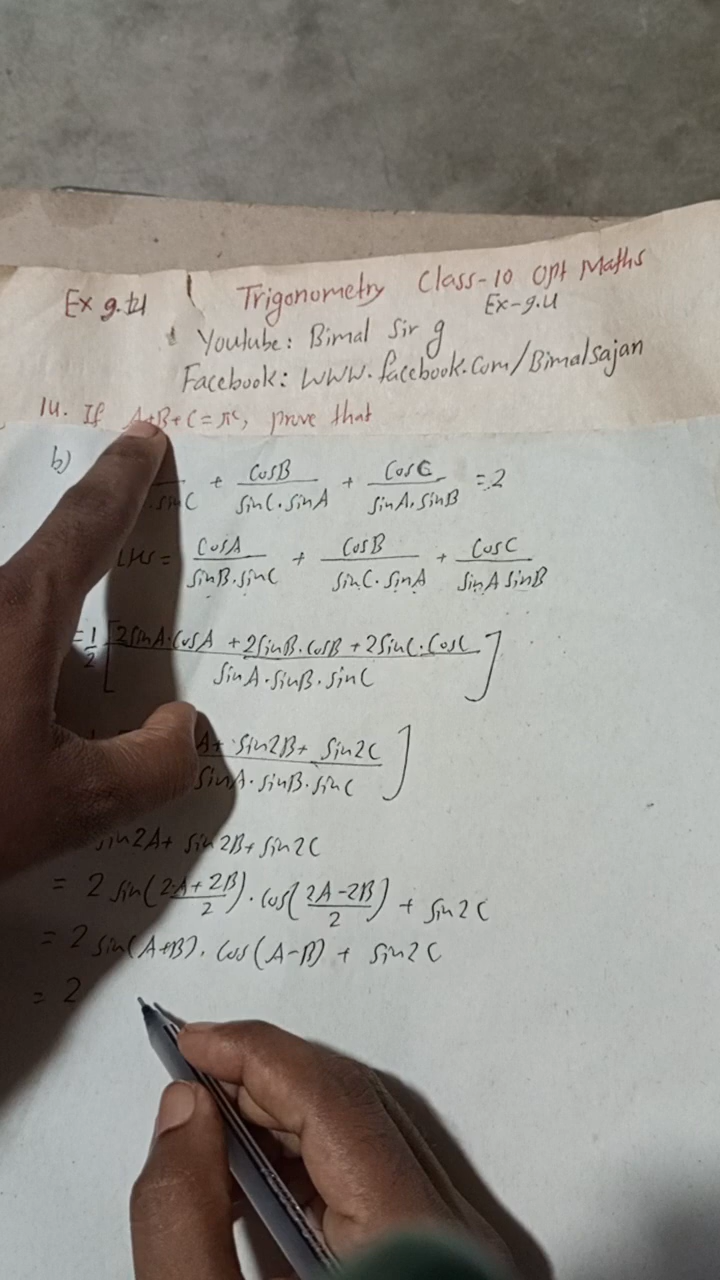 Ex 9.4 Trigonometry Class-10 Opt Maths
Ex-9.4
Youtube: Bimal Sir g
Facebook: www.facebook.com/Bimalsajan
14. If A+B+C=πᶜ, prove that
b) .sinC + CosB/(sinC.sinA) + CosC/(sinA.sinB) = 2
LHS = CosA/(sinB.sinC) + CosB/(sinC.sinA) + CosC/(sinA sinB)
= 1/2 [(2sinA.CosA + 2sinB.CosB + 2sinC.CosC)/(sinA.sinB.sinC)]
A+ sin2B+ sin2C/(sinA.sinB.sinC)]
sin2A+ sin2B+sin2C
= 2 sin((2A+2B)/2).cos((2A-2B)/2) + sin2C
= 2 sin(A+B).cos(A-B) + sin2C
= 2